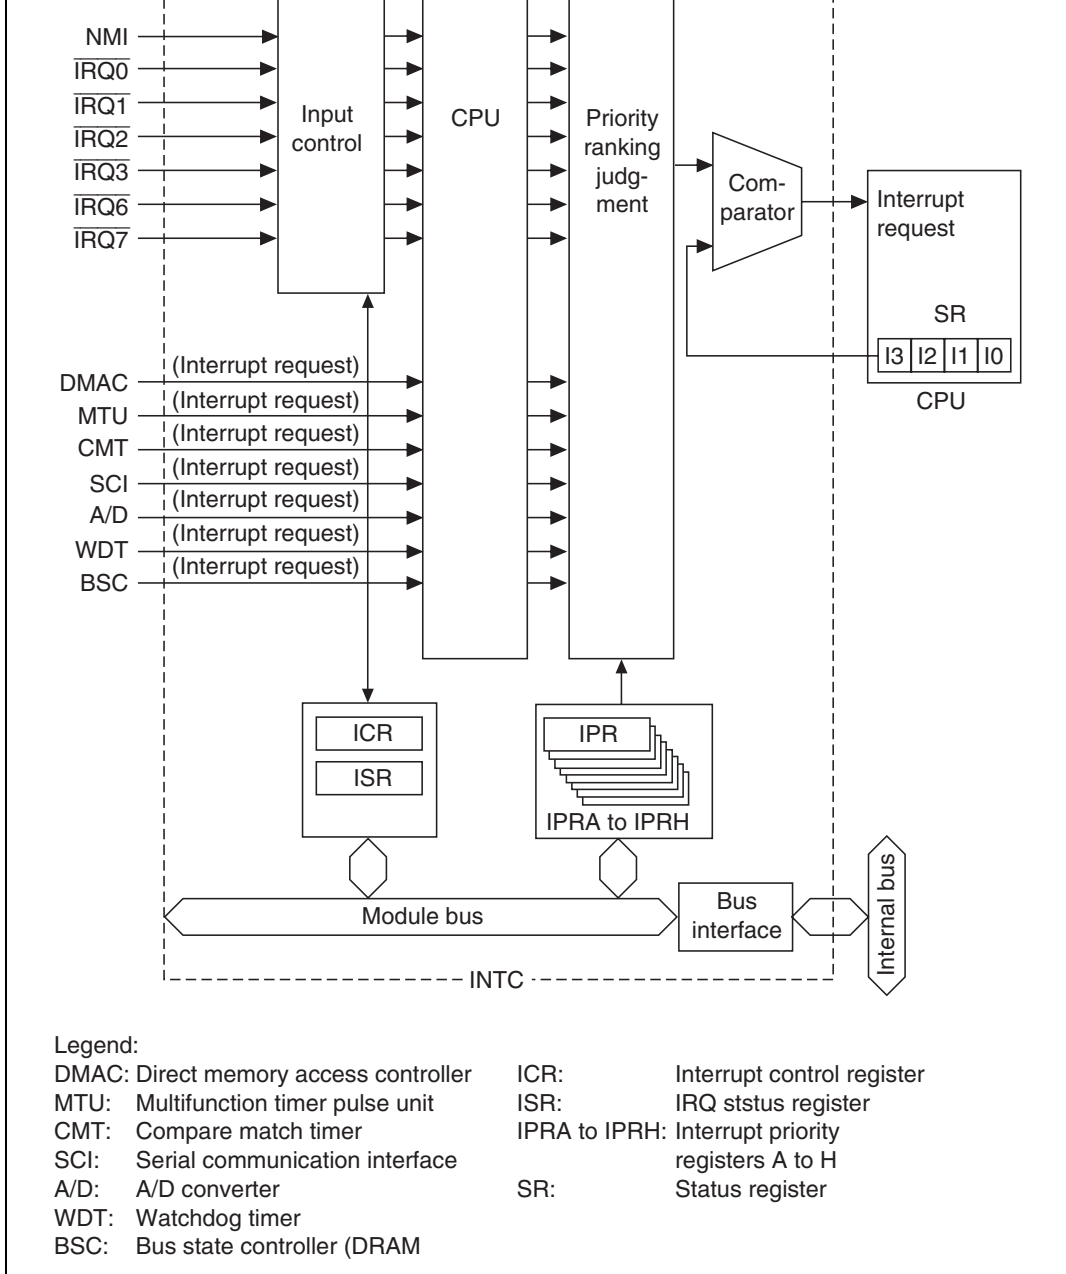 NMI
IRQ0
IRQ1
IRQ2
IRQ3
IRQ6
IRQ7
Input
control
CPU
Priority
ranking
judg-
ment
Com-
parator
Interrupt
request
SR
I3 I2 I1 I0
CPU
DMAC (Interrupt request)
MTU (Interrupt request)
CMT (Interrupt request)
SCI (Interrupt request)
A/D (Interrupt request)
WDT (Interrupt request)
BSC (Interrupt request)
ICR
ISR
IPR
IPRA to IPRH
Module bus
Bus
interface
Internal bus
INTC
Legend:
DMAC: Direct memory access controller
MTU: Multifunction timer pulse unit
CMT: Compare match timer
SCI: Serial communication interface
A/D: A/D converter
WDT: Watchdog timer
BSC: Bus state controller (DRAM
ICR: Interrupt control register
ISR: IRQ ststus register
IPRA to IPRH: Interrupt priority
registers A to H
SR: Status register